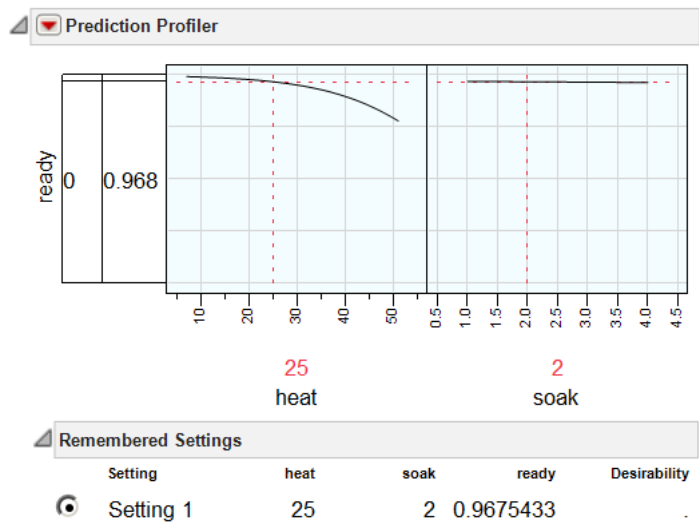 Prediction Profiler
ready
0 0.968
10 20 30 40 50 0.5 1.0 1.5 2.0 2.5 3.0 3.5 4.0 4.5
25 2
heat soak
Remembered Settings
Setting heat soak ready Desirability
Setting 1 25 2 0.9675433 .